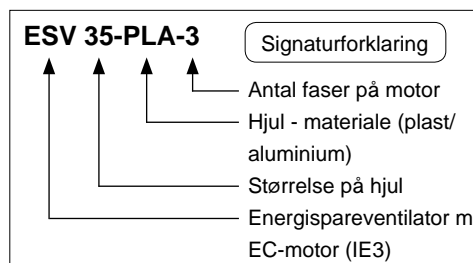 ESV 35-PLA-3
Signaturforklaring
Antal faser på motor
Hjul - materiale (plast/
aluminium)
Størrelse på hjul
Energispareventilator m
EC-motor (IE3)